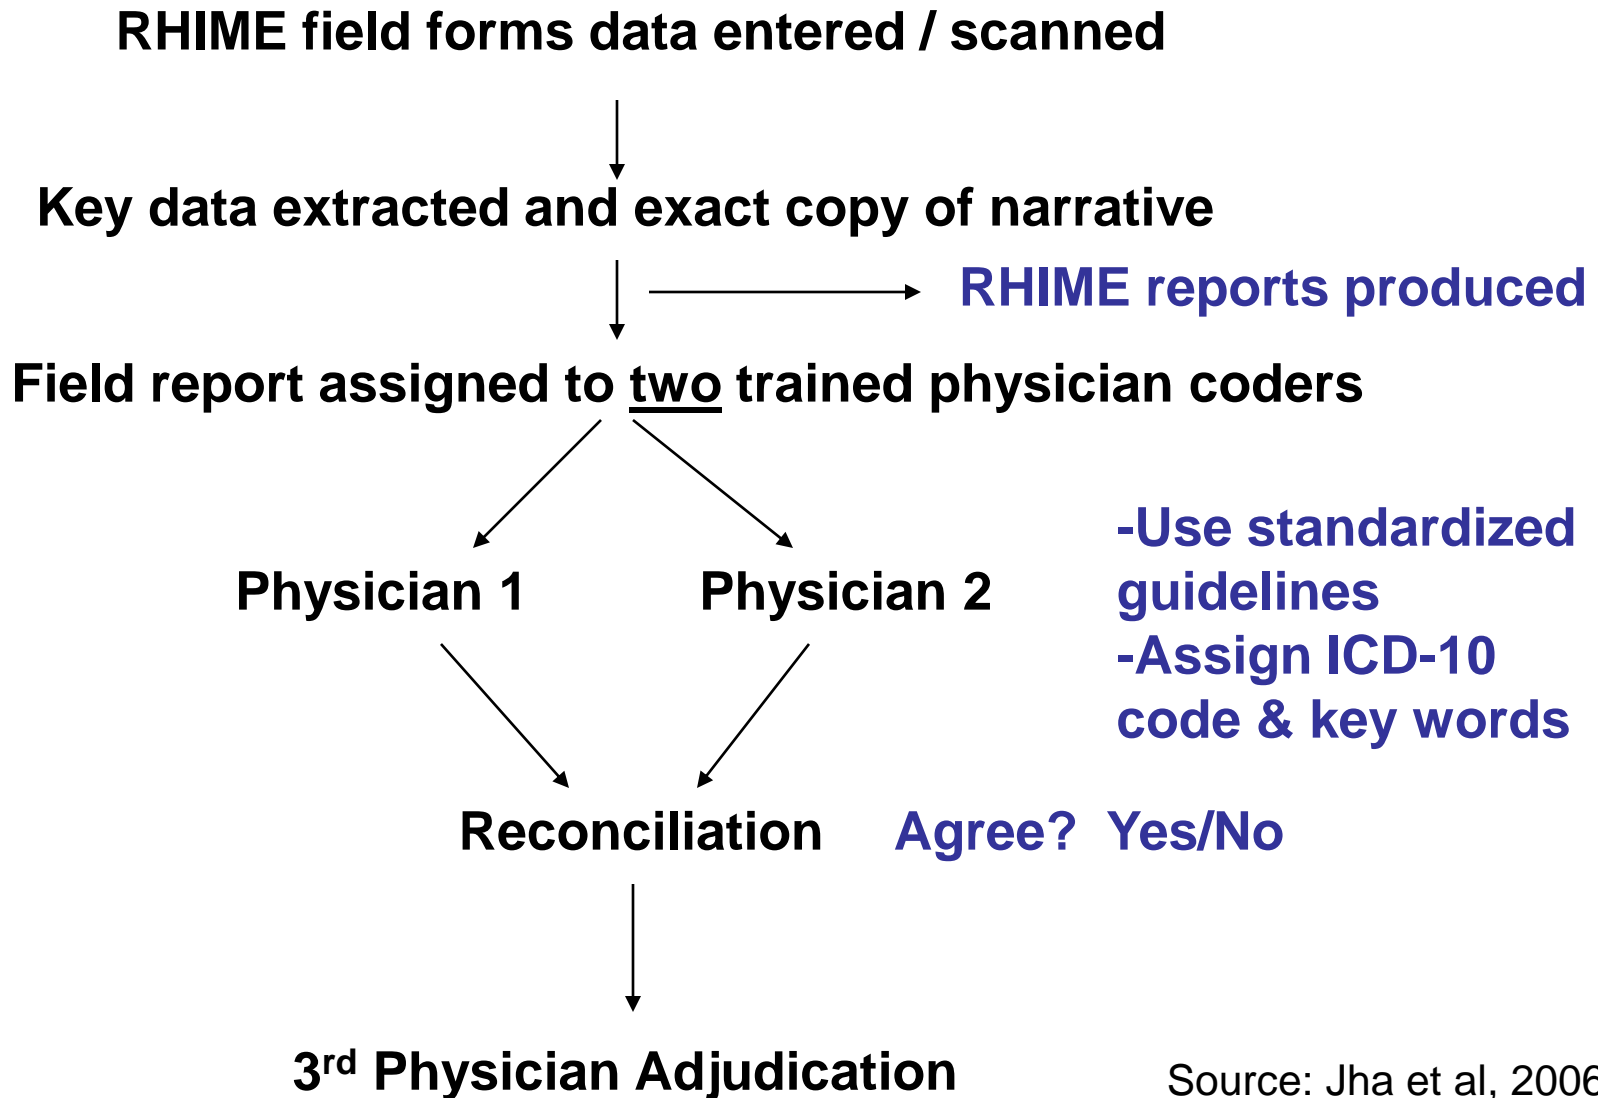 RHIME field forms data entered / scanned
Key data extracted and exact copy of narrative
RHIME reports produced
Field report assigned to two trained physician coders
Physician 1
Physician 2
-Use standardized
guidelines
-Assign ICD-10
code & key words
Reconciliation
Agree? Yes/No
3rd Physician Adjudication
Source: Jha et al, 2006